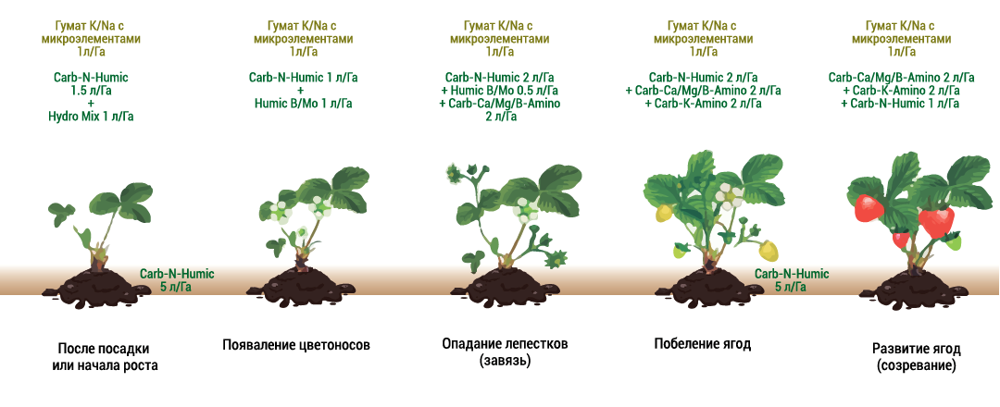 Гумат K/Na с
микроэлементами
1л/Га
Carb-N-Humic
1.5 л/Га
+
Hydro Mix 1 л/Га
Carb-N-Humic
5 л/Га
После посадки
или начала роста
Гумат K/Na с
микроэлементами
1л/Га
Carb-N-Humic 1 л/Га
+
Humic B/Mo 1 л/Га
Появаление цветоносов
Гумат K/Na с
микроэлементами
1л/Га
Carb-N-Humic 2 л/Га
+ Humic B/Mo 0.5 л/Га
+ Carb-Ca/Mg/B-Amino
2 л/Га
Опадание лепестков
(завязь)
Гумат K/Na с
микроэлементами
1л/Га
Carb-N-Humic 2 л/Га
+ Carb-Ca/Mg/B-Amino 2 л/Га
+ Carb-K-Amino 2 л/Га
Carb-N-Humic
5 л/Га
Побеление ягод
Гумат K/Na с
микроэлементами
1л/Га
Carb-Ca/Mg/B-Amino 2 л/Га
+ Carb-K-Amino 2 л/Га
+ Carb-N-Humic 1 л/Га
Развитие ягод
(созревание)